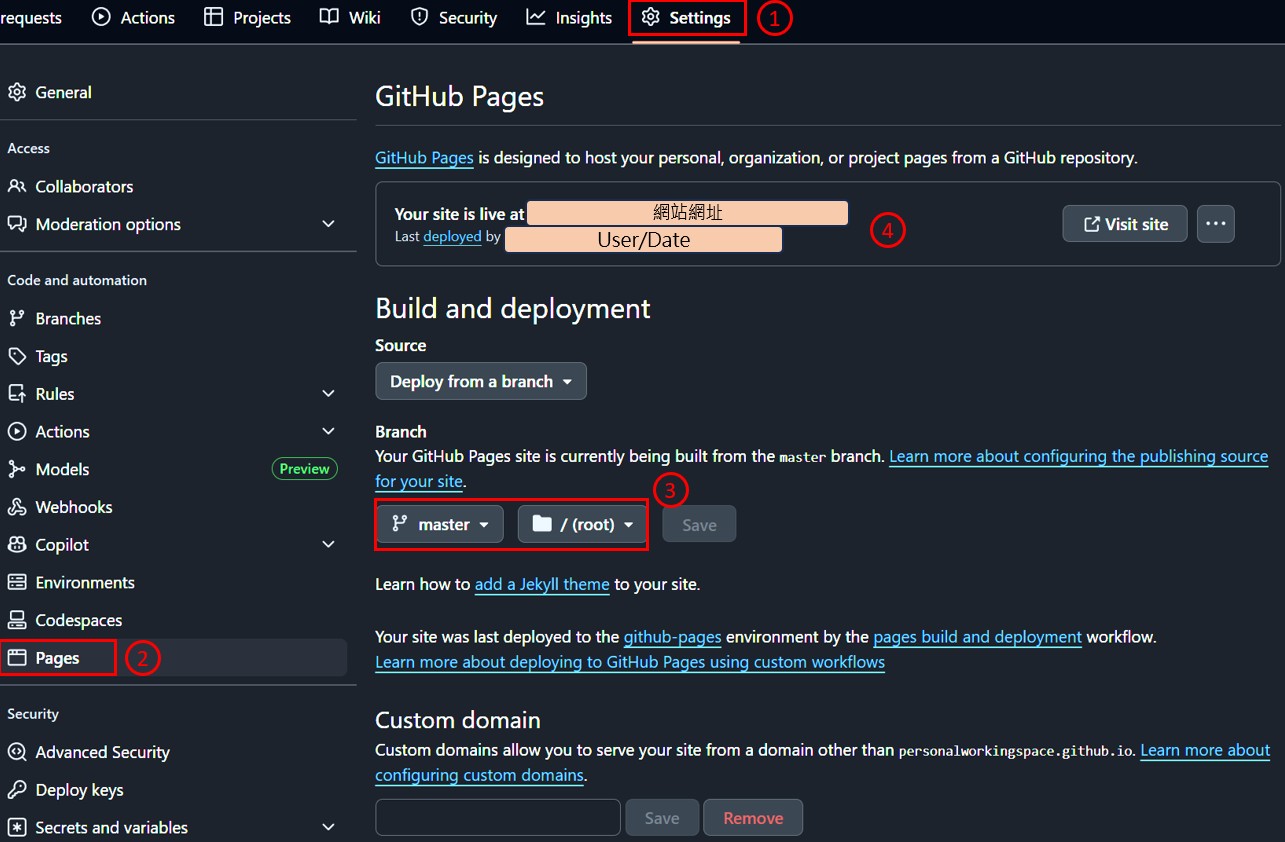 requests Actions Projects Wiki Security Insights Settings 1
General
Access
Collaborators
Moderation options
Code and automation
Branches
Tags
Rules
Actions
Models Preview
Webhooks
Copilot
Environments
Codespaces
Pages 2
Security
Advanced Security
Deploy keys
Secrets and variables
GitHub Pages
GitHub Pages is designed to host your personal, organization, or project pages from a GitHub repository.
Your site is live at 網站網址
Last deployed by User/Date
4
Visit site
Build and deployment
Source
Deploy from a branch
Branch
Your GitHub Pages site is currently being built from the master branch. Learn more about configuring the publishing source
for your site.
3
master / (root) Save
Learn how to add a Jekyll theme to your site.
Your site was last deployed to the github-pages environment by the pages build and deployment workflow.
Learn more about deploying to GitHub Pages using custom workflows
Custom domain
Custom domains allow you to serve your site from a domain other than personalworkingspace.github.io. Learn more about
configuring custom domains.
Save Remove